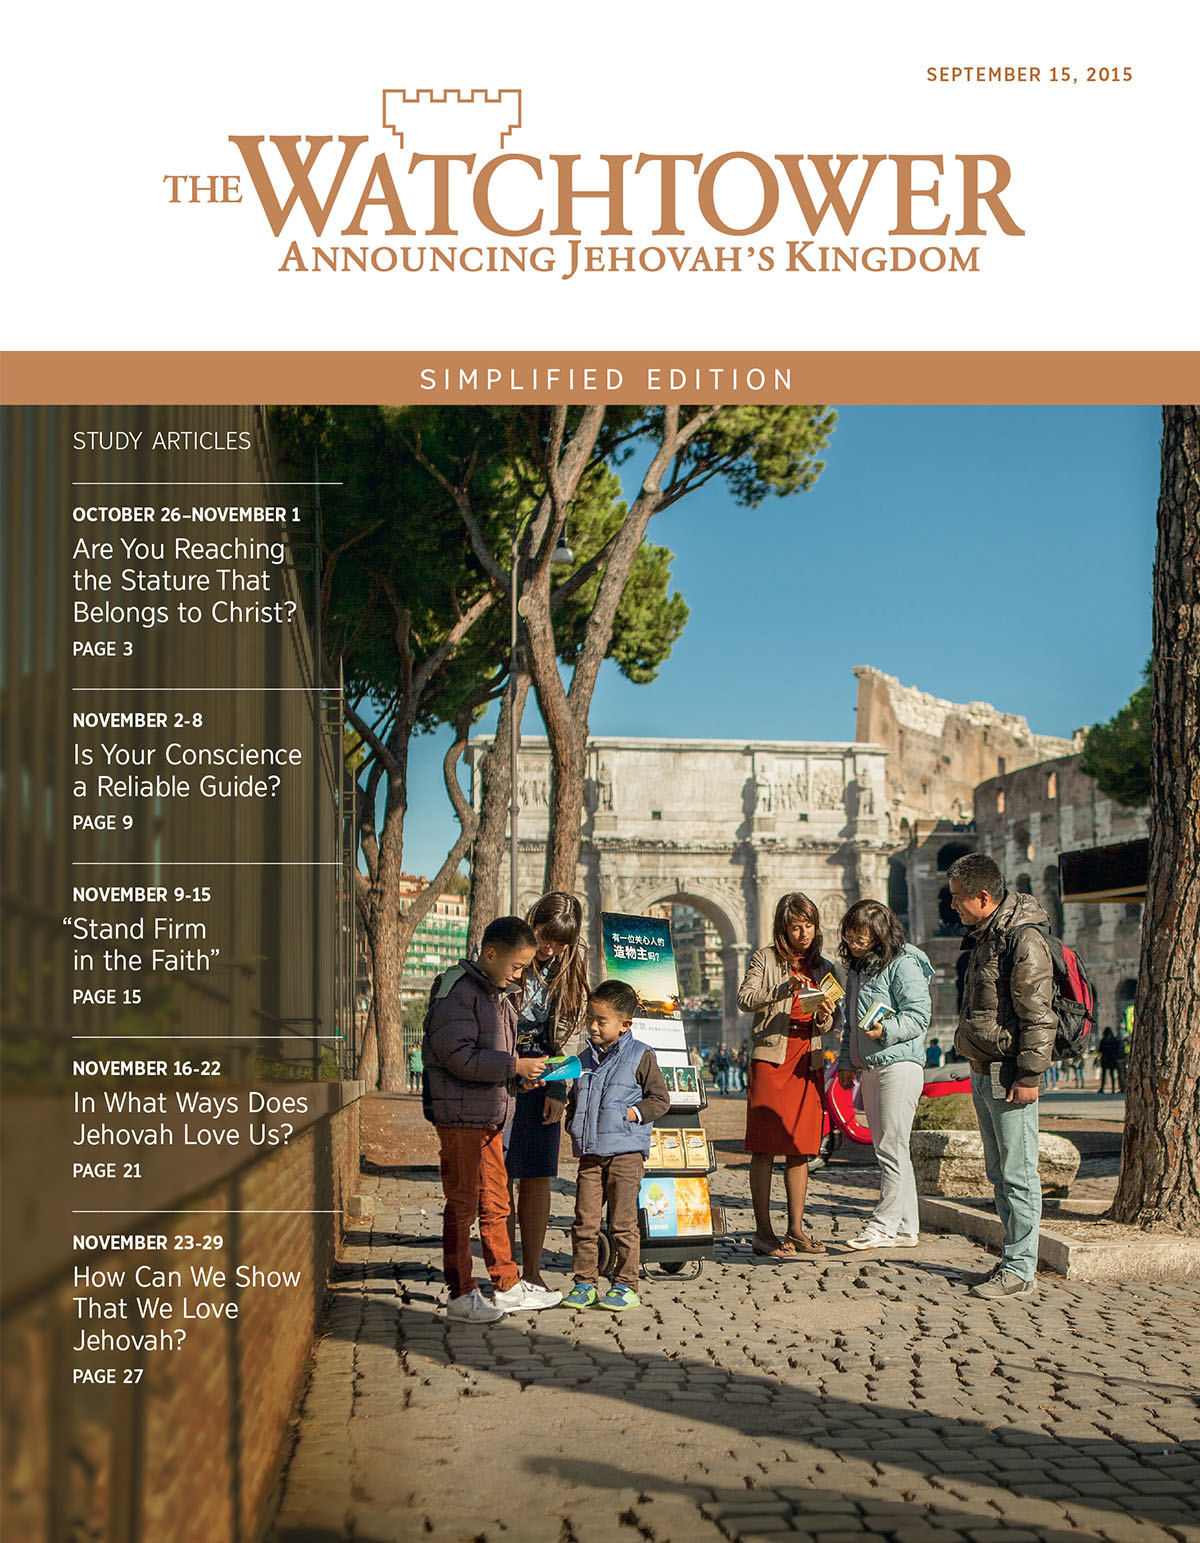 SEPTEMBER 15, 2015
THE WATCHTOWER
ANNOUNCING JEHOVAH'S KINGDOM
SIMPLIFIED EDITION
STUDY ARTICLES
OCTOBER 26–NOVEMBER 1
Are You Reaching
the Stature That
Belongs to Christ?
PAGE 3
NOVEMBER 2-8
Is Your Conscience
a Reliable Guide?
PAGE 9
NOVEMBER 9-15
“Stand Firm
in the Faith”
PAGE 15
NOVEMBER 16-22
In What Ways Does
Jehovah Love Us?
PAGE 21
NOVEMBER 23-29
How Can We Show
That We Love
Jehovah?
PAGE 27
有一位关心人的
造物主吗?